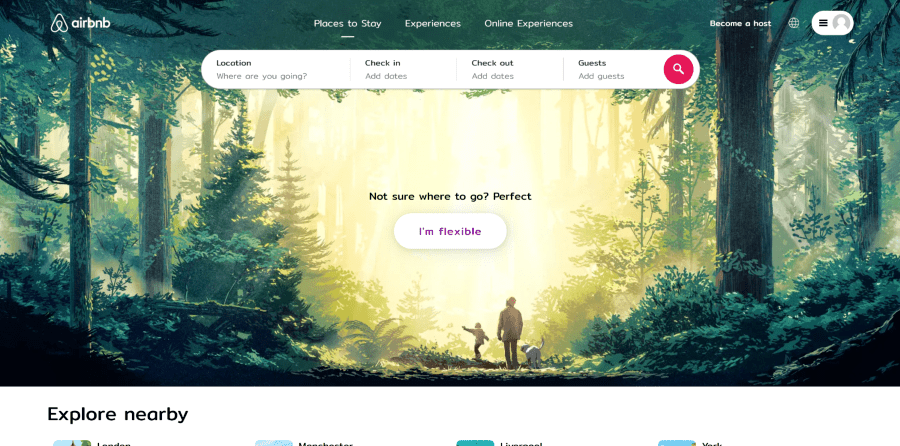 airbnb
Places to Stay
Experiences
Online Experiences
Become a host
Location
Where are you going?
Check in
Add dates
Check out
Add dates
Guests
Add guests
Not sure where to go? Perfect
I'm flexible
Explore nearby
London
Manchester
Liverpool
York